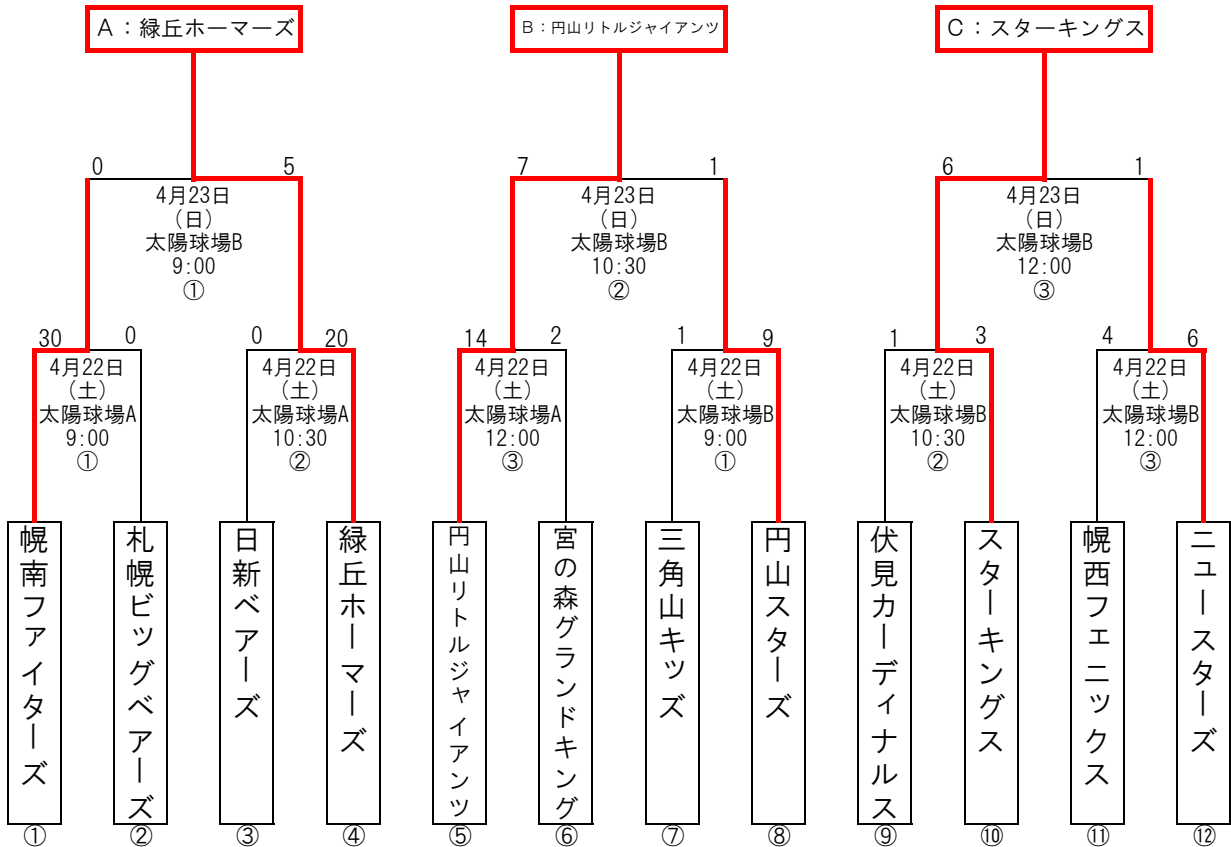 A：緑丘ホーマーズ
B：円山リトルジャイアンツ
C：スターキングス
0
5
7
1
6
1
4月23日
（日）
太陽球場B
9:00
①
4月23日
（日）
太陽球場B
10:30
②
4月23日
（日）
太陽球場B
12:00
③
30
0
0
20
14
2
1
9
1
3
4
6
4月22日
（土）
太陽球場A
9:00
①
4月22日
（土）
太陽球場A
10:30
②
4月22日
（土）
太陽球場A
12:00
③
4月22日
（土）
太陽球場B
9:00
①
4月22日
（土）
太陽球場B
10:30
②
4月22日
（土）
太陽球場B
12:00
③
幌南ファイターズ
札幌ビッグベアーズ
日新ベアーズ
緑丘ホーマーズ
円山リトルジャイアンツ
宮の森グランドキング
三角山キッズ
円山スターズ
伏見カーディナルス
スターキングス
幌西フェニックス
ニュースターズ
①
②
③
④
⑤
⑥
⑦
⑧
⑨
⑩
⑪
⑫